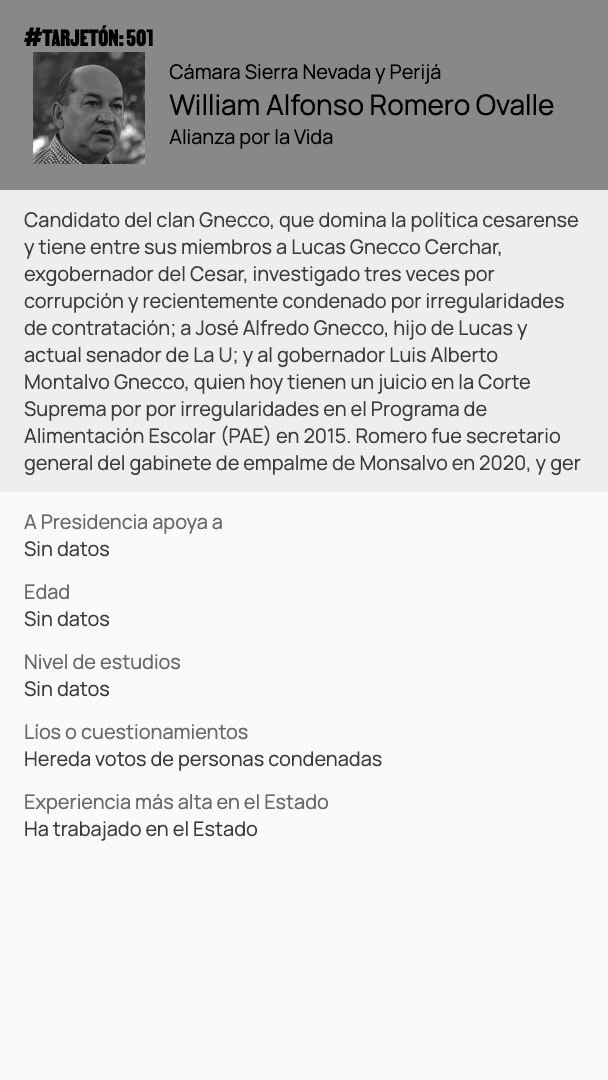 #TARJETÓN: 501
Cámara Sierra Nevada y Perijá
William Alfonso Romero Ovalle
Alianza por la Vida
Candidato del clan Gnecco, que domina la política cesarense
y tiene entre sus miembros a Lucas Gnecco Cerchar,
exgobernador del Cesar, investigado tres veces por
corrupción y recientemente condenado por irregularidades
de contratación; a José Alfredo Gnecco, hijo de Lucas y
actual senador de La U; y al gobernador Luis Alberto
Montalvo Gnecco, quien hoy tienen un juicio en la Corte
Suprema por por irregularidades en el Programa de
Alimentación Escolar (PAE) en 2015. Romero fue secretario
general del gabinete de empalme de Monsalvo en 2020, y ger
A Presidencia apoya a
Sin datos
Edad
Sin datos
Nivel de estudios
Sin datos
Líos o cuestionamientos
Hereda votos de personas condenadas
Experiencia más alta en el Estado
Ha trabajado en el Estado